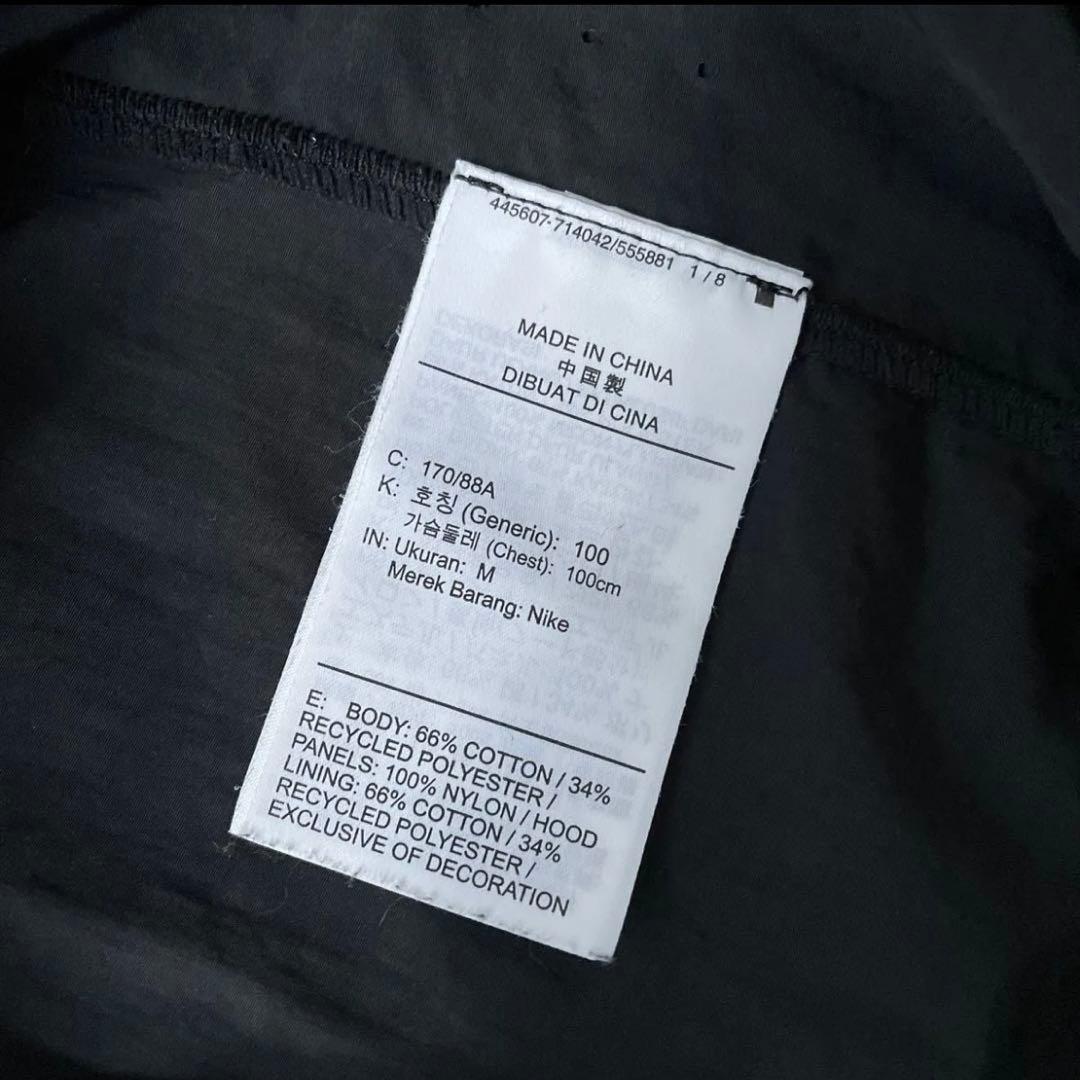 445607-714042/555881 1 / 8
MADE IN CHINA
中国製
DIBUAT DI CINA
C: 170/88A
K: 호칭 (Generic): 100
가슴둘레 (Chest): 100cm
IN: Ukuran: M
Merek Barang: Nike
E: BODY: 66% COTTON / 34%
RECYCLED POLYESTER /
PANELS: 100% NYLON / HOOD
LINING: 66% COTTON / 34%
RECYCLED POLYESTER /
EXCLUSIVE OF DECORATION